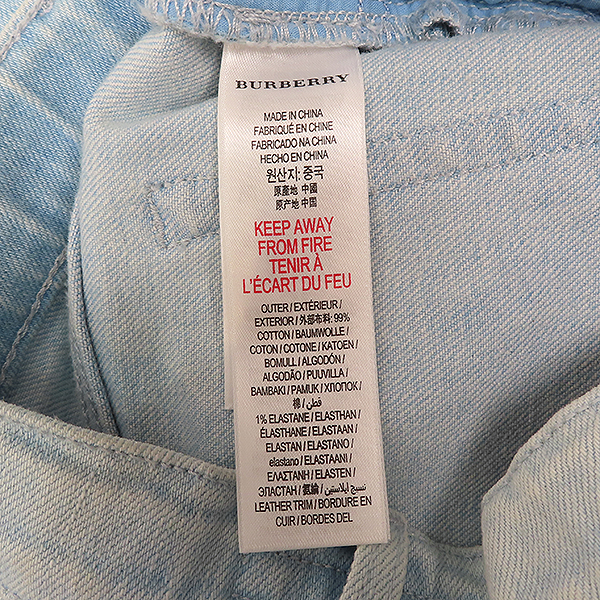 BURBERRY
MADE IN CHINA
FABRIQUÉ EN CHINE
FABRICADO NA CHINA
HECHO EN CHINA
원산지: 중국
原產地 中國
原产地 中国
KEEP AWAY
FROM FIRE
TENIR À
L'ÉCART DU FEU
OUTER / EXTÉRIEUR /
EXTERIOR / 外部布料: 99%
COTTON / BAUMWOLLE /
COTON / COTONE / KATOEN /
BOMULL / ALGODÓN /
ALGODÃO / PUUVILLA /
BAMBAKI / PAMUK / ХЛОПОК /
棉 / قطن /
1% ELASTANE / ELASTHAN /
ÉLASTHANE / ELASTAAN /
ELASTAN / ELASTANO /
elastano / ELASTAANI /
ΕΛΑΣΤΑΝΗ / ELASTEN /
ЭЛАСТАН / 氨綸 / نسيج ايلاستين /
LEATHER TRIM / BORDURE EN
CUIR / BORDES DEL